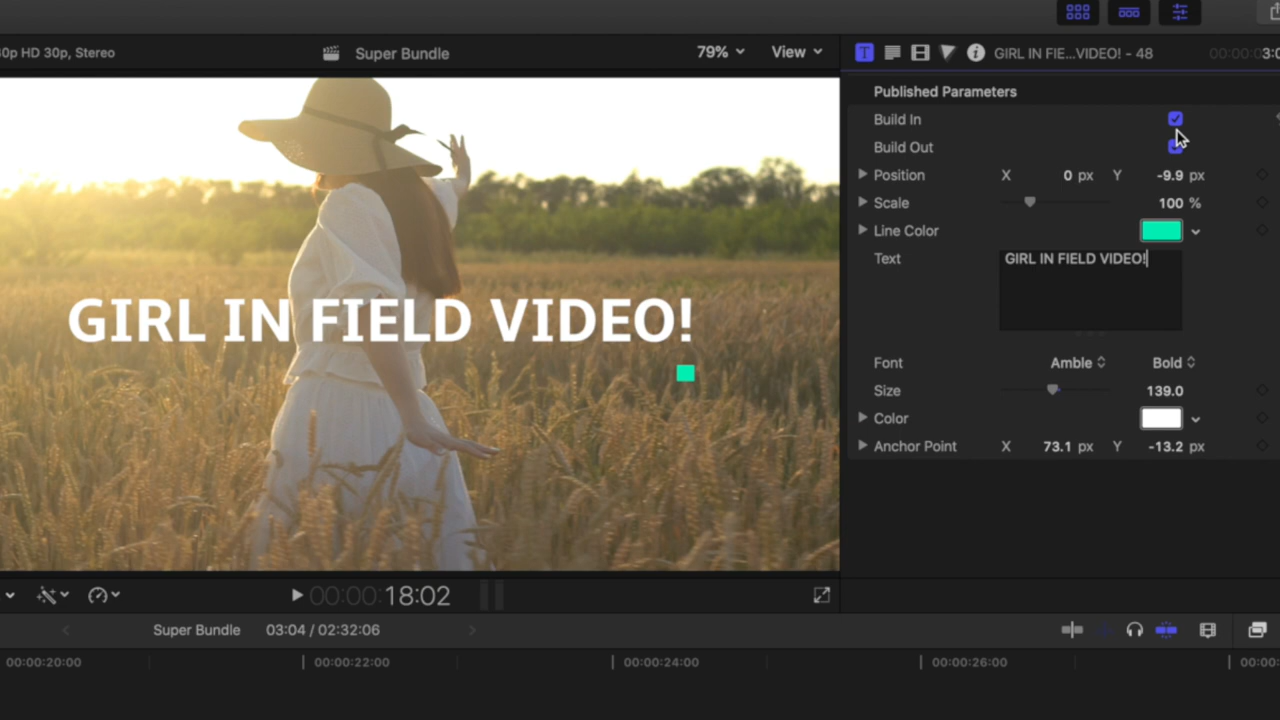 0p HD 30p, Stereo
Super Bundle
79%
View
T
i
GIRL IN FIE...VIDEO! - 48
00:00:03:0
Published Parameters
Build In
Build Out
Position X 0 px Y -9.9 px
Scale 100 %
Line Color
Text GIRL IN FIELD VIDEO!
GIRL IN FIELD VIDEO!
Font Amble Bold
Size 139.0
Color
Anchor Point X 73.1 px Y -13.2 px
00:00:18:02
Super Bundle 03:04 / 02:32:06
00:00:20:00 00:00:22:00 00:00:24:00 00:00:26:00 00:00: